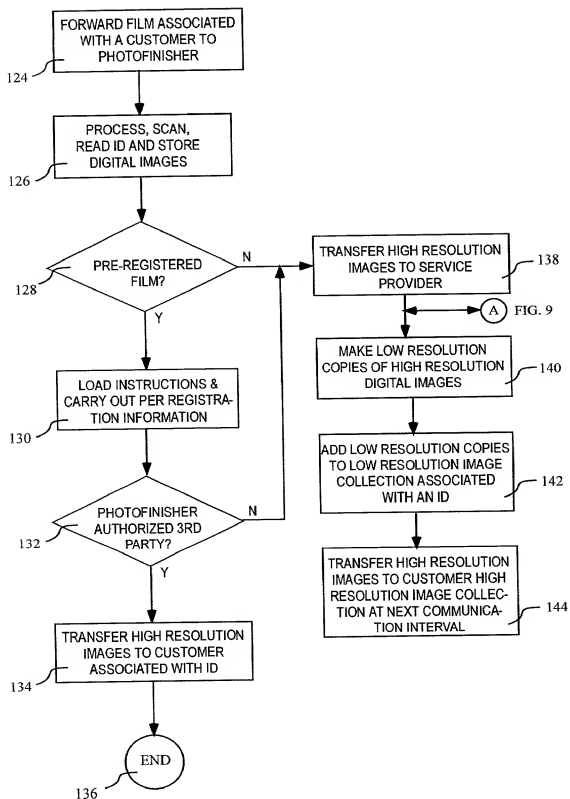 FORWARD FILM ASSOCIATED
WITH A CUSTOMER TO
PHOTOFINISHER
124
PROCESS, SCAN,
READ ID AND STORE
DIGITAL IMAGES
126
PRE-REGISTERED
FILM?
128
N
Y
LOAD INSTRUCTIONS &
CARRY OUT PER REGISTRA-
TION INFORMATION
130
PHOTOFINISHER
AUTHORIZED 3RD
PARTY?
132
N
Y
TRANSFER HIGH RESOLUTION
IMAGES TO CUSTOMER
ASSOCIATED WITH ID
134
END
136
TRANSFER HIGH RESOLUTION
IMAGES TO SERVICE
PROVIDER
138
A FIG. 9
MAKE LOW RESOLUTION
COPIES OF HIGH RESOLUTION
DIGITAL IMAGES
140
ADD LOW RESOLUTION COPIES
TO LOW RESOLUTION IMAGE
COLLECTION ASSOCIATED
WITH AN ID
142
TRANSFER HIGH RESOLUTION
IMAGES TO CUSTOMER HIGH
RESOLUTION IMAGE COLLEC-
TION AT NEXT COMMUNICA-
TION INTERVAL
144